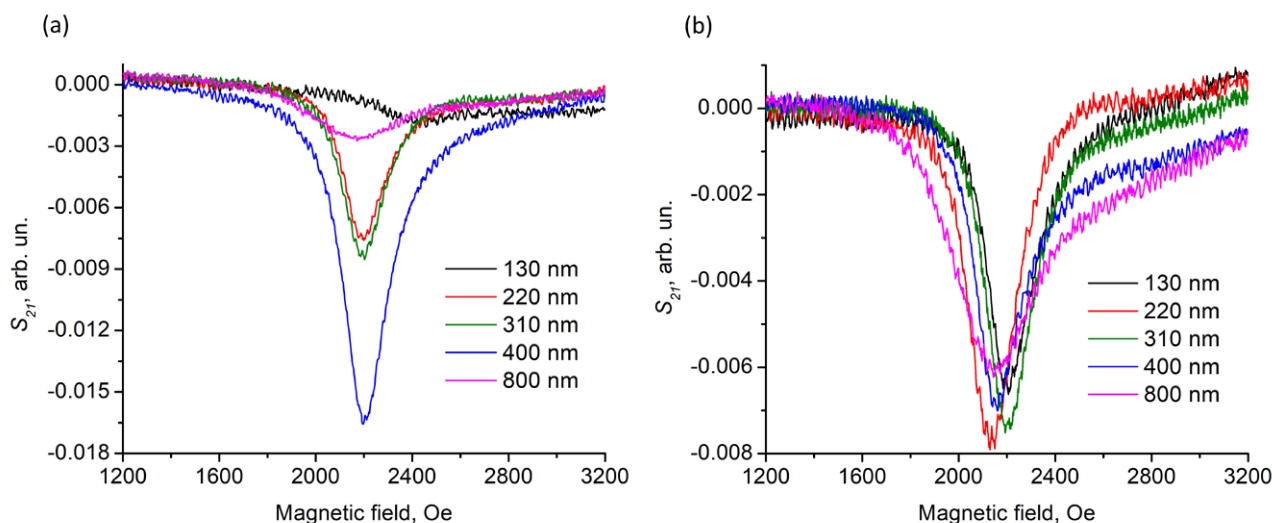 (a)
0.000
-0.003
-0.006
-0.009
-0.012
-0.015
-0.018
S21, arb. un.
130 nm
220 nm
310 nm
400 nm
800 nm
1200 1600 2000 2400 2800 3200
Magnetic field, Oe
(b)
0.000
-0.002
-0.004
-0.006
-0.008
S21, arb. un.
130 nm
220 nm
310 nm
400 nm
800 nm
1200 1600 2000 2400 2800 3200
Magnetic field, Oe